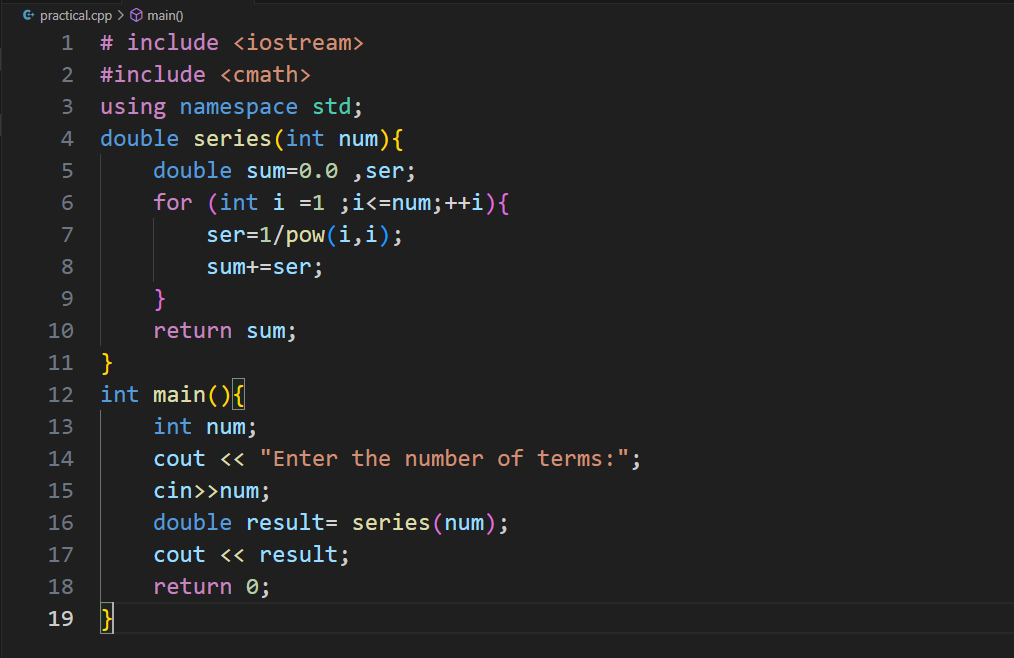 practical.cpp > main()
1 # include <iostream>
2 #include <cmath>
3 using namespace std;
4 double series(int num){
5     double sum=0.0 ,ser;
6     for (int i =1 ;i<=num;++i){
7         ser=1/pow(i,i);
8         sum+=ser;
9     }
10     return sum;
11 }
12 int main(){
13     int num;
14     cout << "Enter the number of terms:";
15     cin>>num;
16     double result= series(num);
17     cout << result;
18     return 0;
19 }